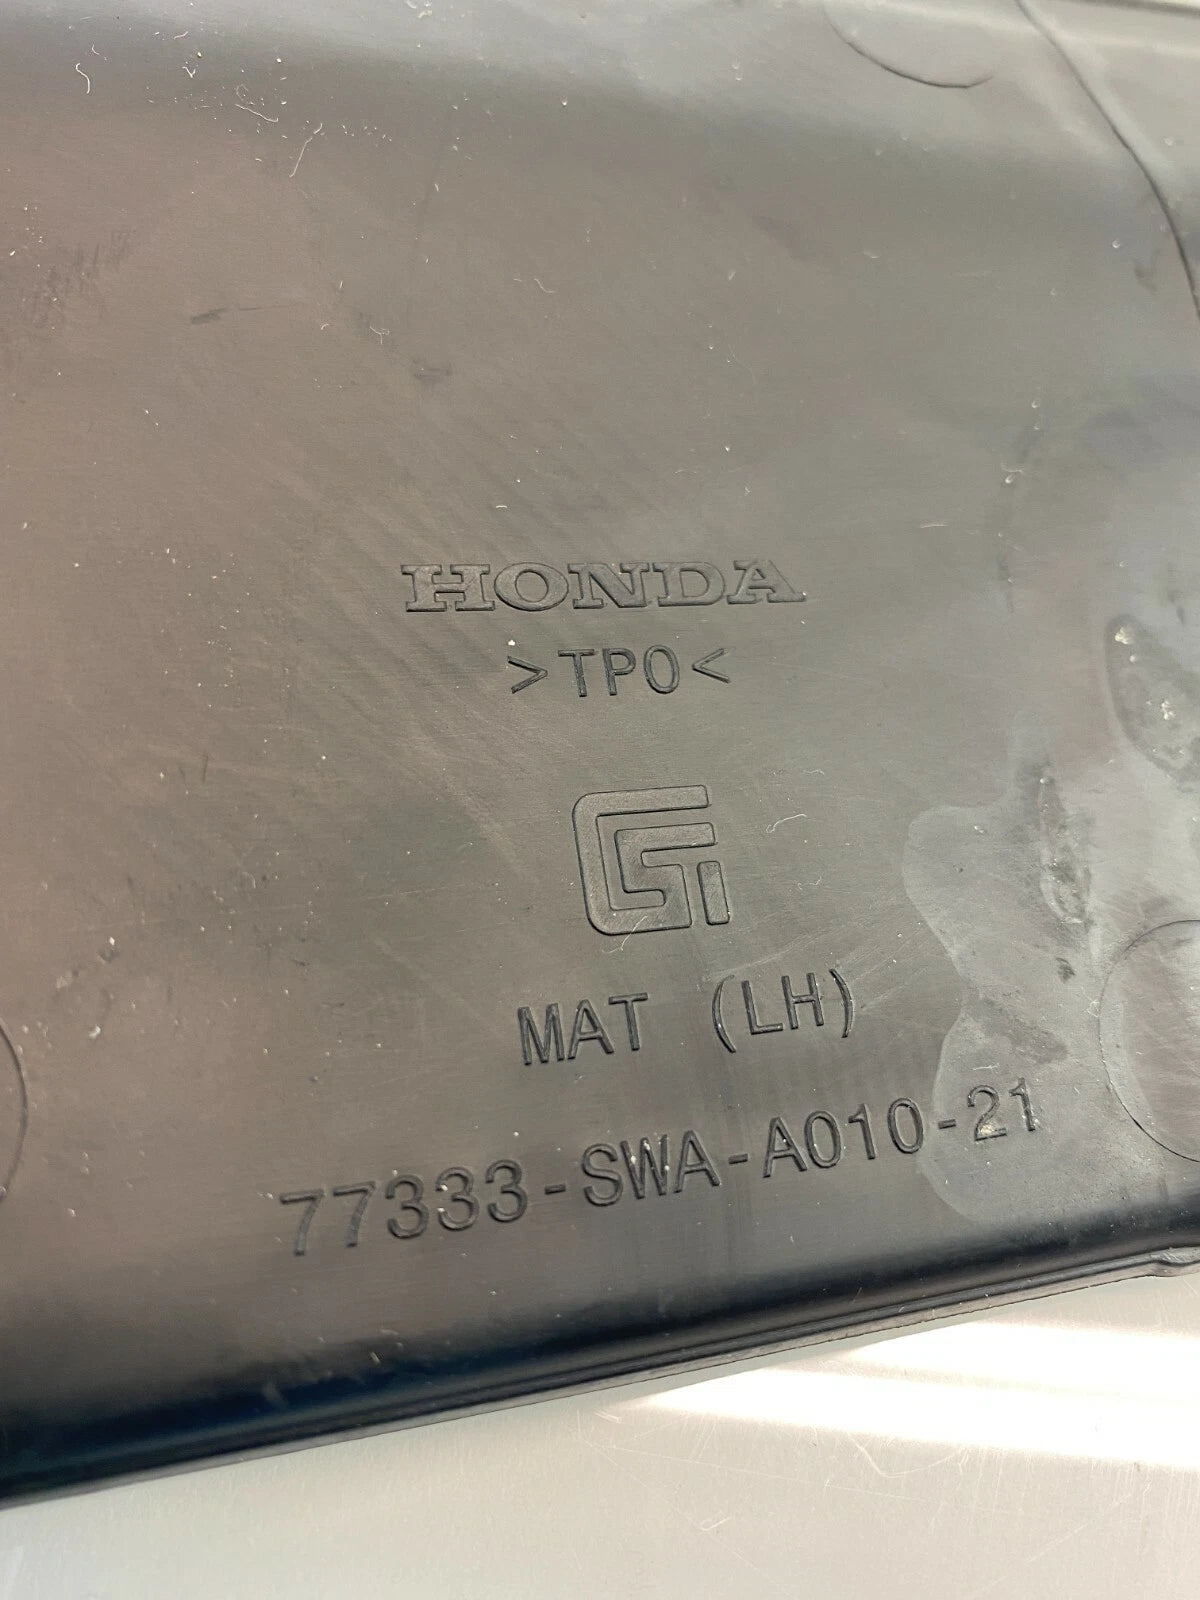 HONDA
>TPO<
MAT (LH)
77333-SWA-A010-21